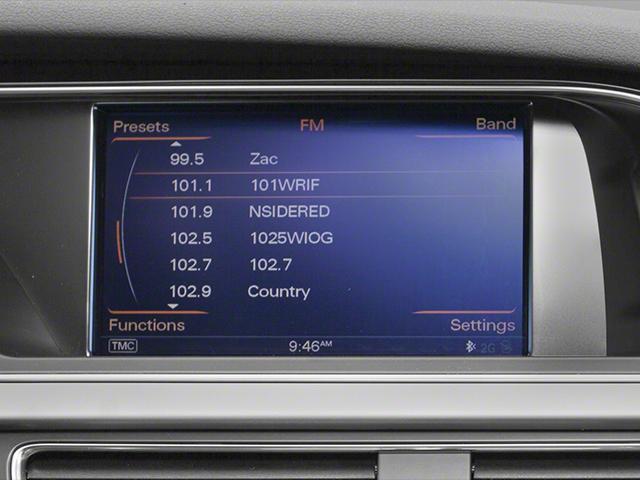 Presets FM Band
99.5 Zac
101.1 101WRIF
101.9 NSIDERED
102.5 1025WIOG
102.7 102.7
102.9 Country
Functions Settings
TMC 9:46AM 2G